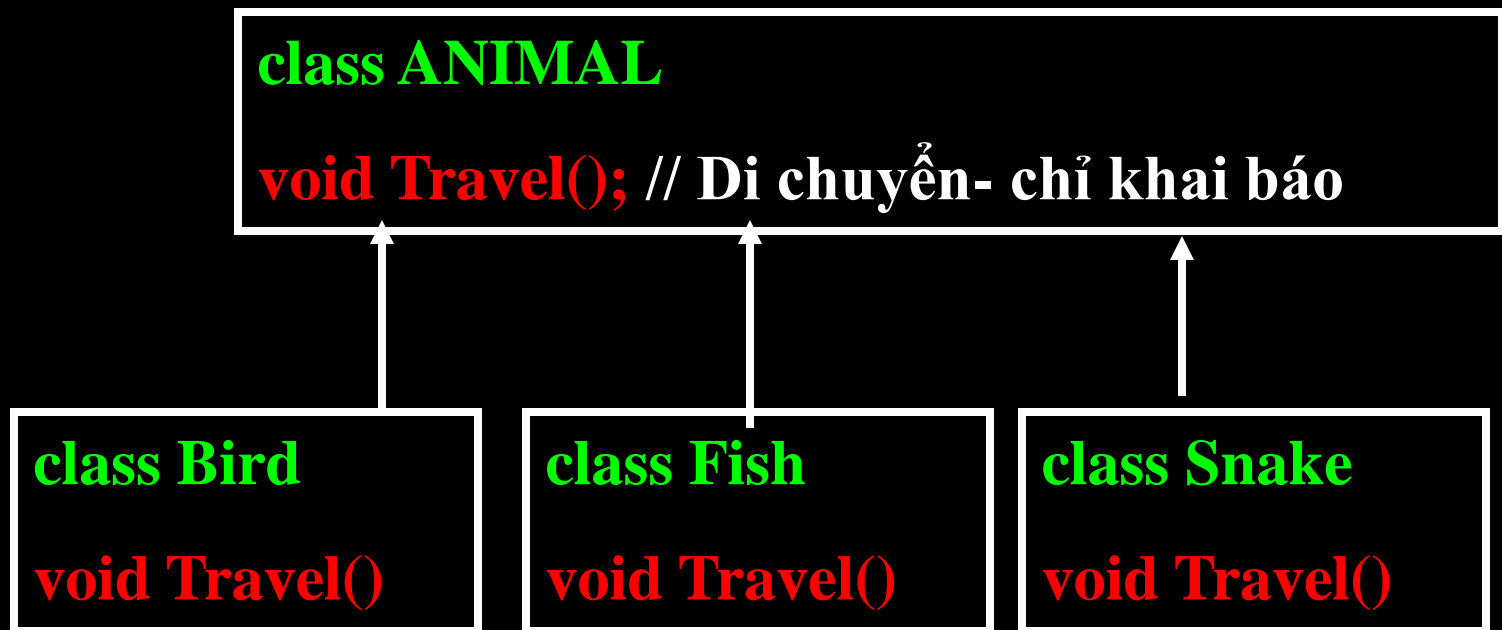 class ANIMAL
void Travel(); // Di chuyển- chỉ khai báo
class Bird
void Travel()
class Fish
void Travel()
class Snake
void Travel()